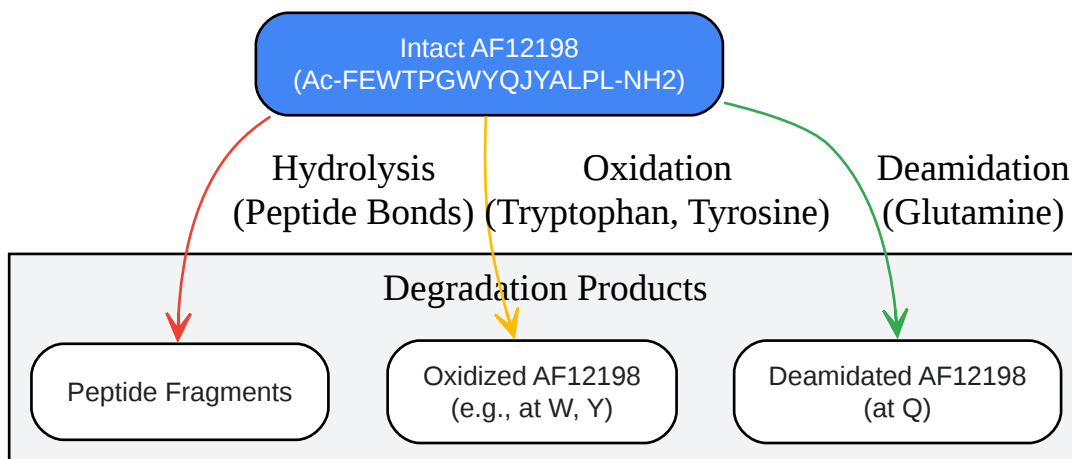 Intact AF12198
(Ac-FEWTPGWYQJYALPL-NH2)
Hydrolysis
(Peptide Bonds)
Oxidation
(Tryptophan, Tyrosine)
Deamidation
(Glutamine)
Degradation Products
Peptide Fragments
Oxidized AF12198
(e.g., at W, Y)
Deamidated AF12198
(at Q)